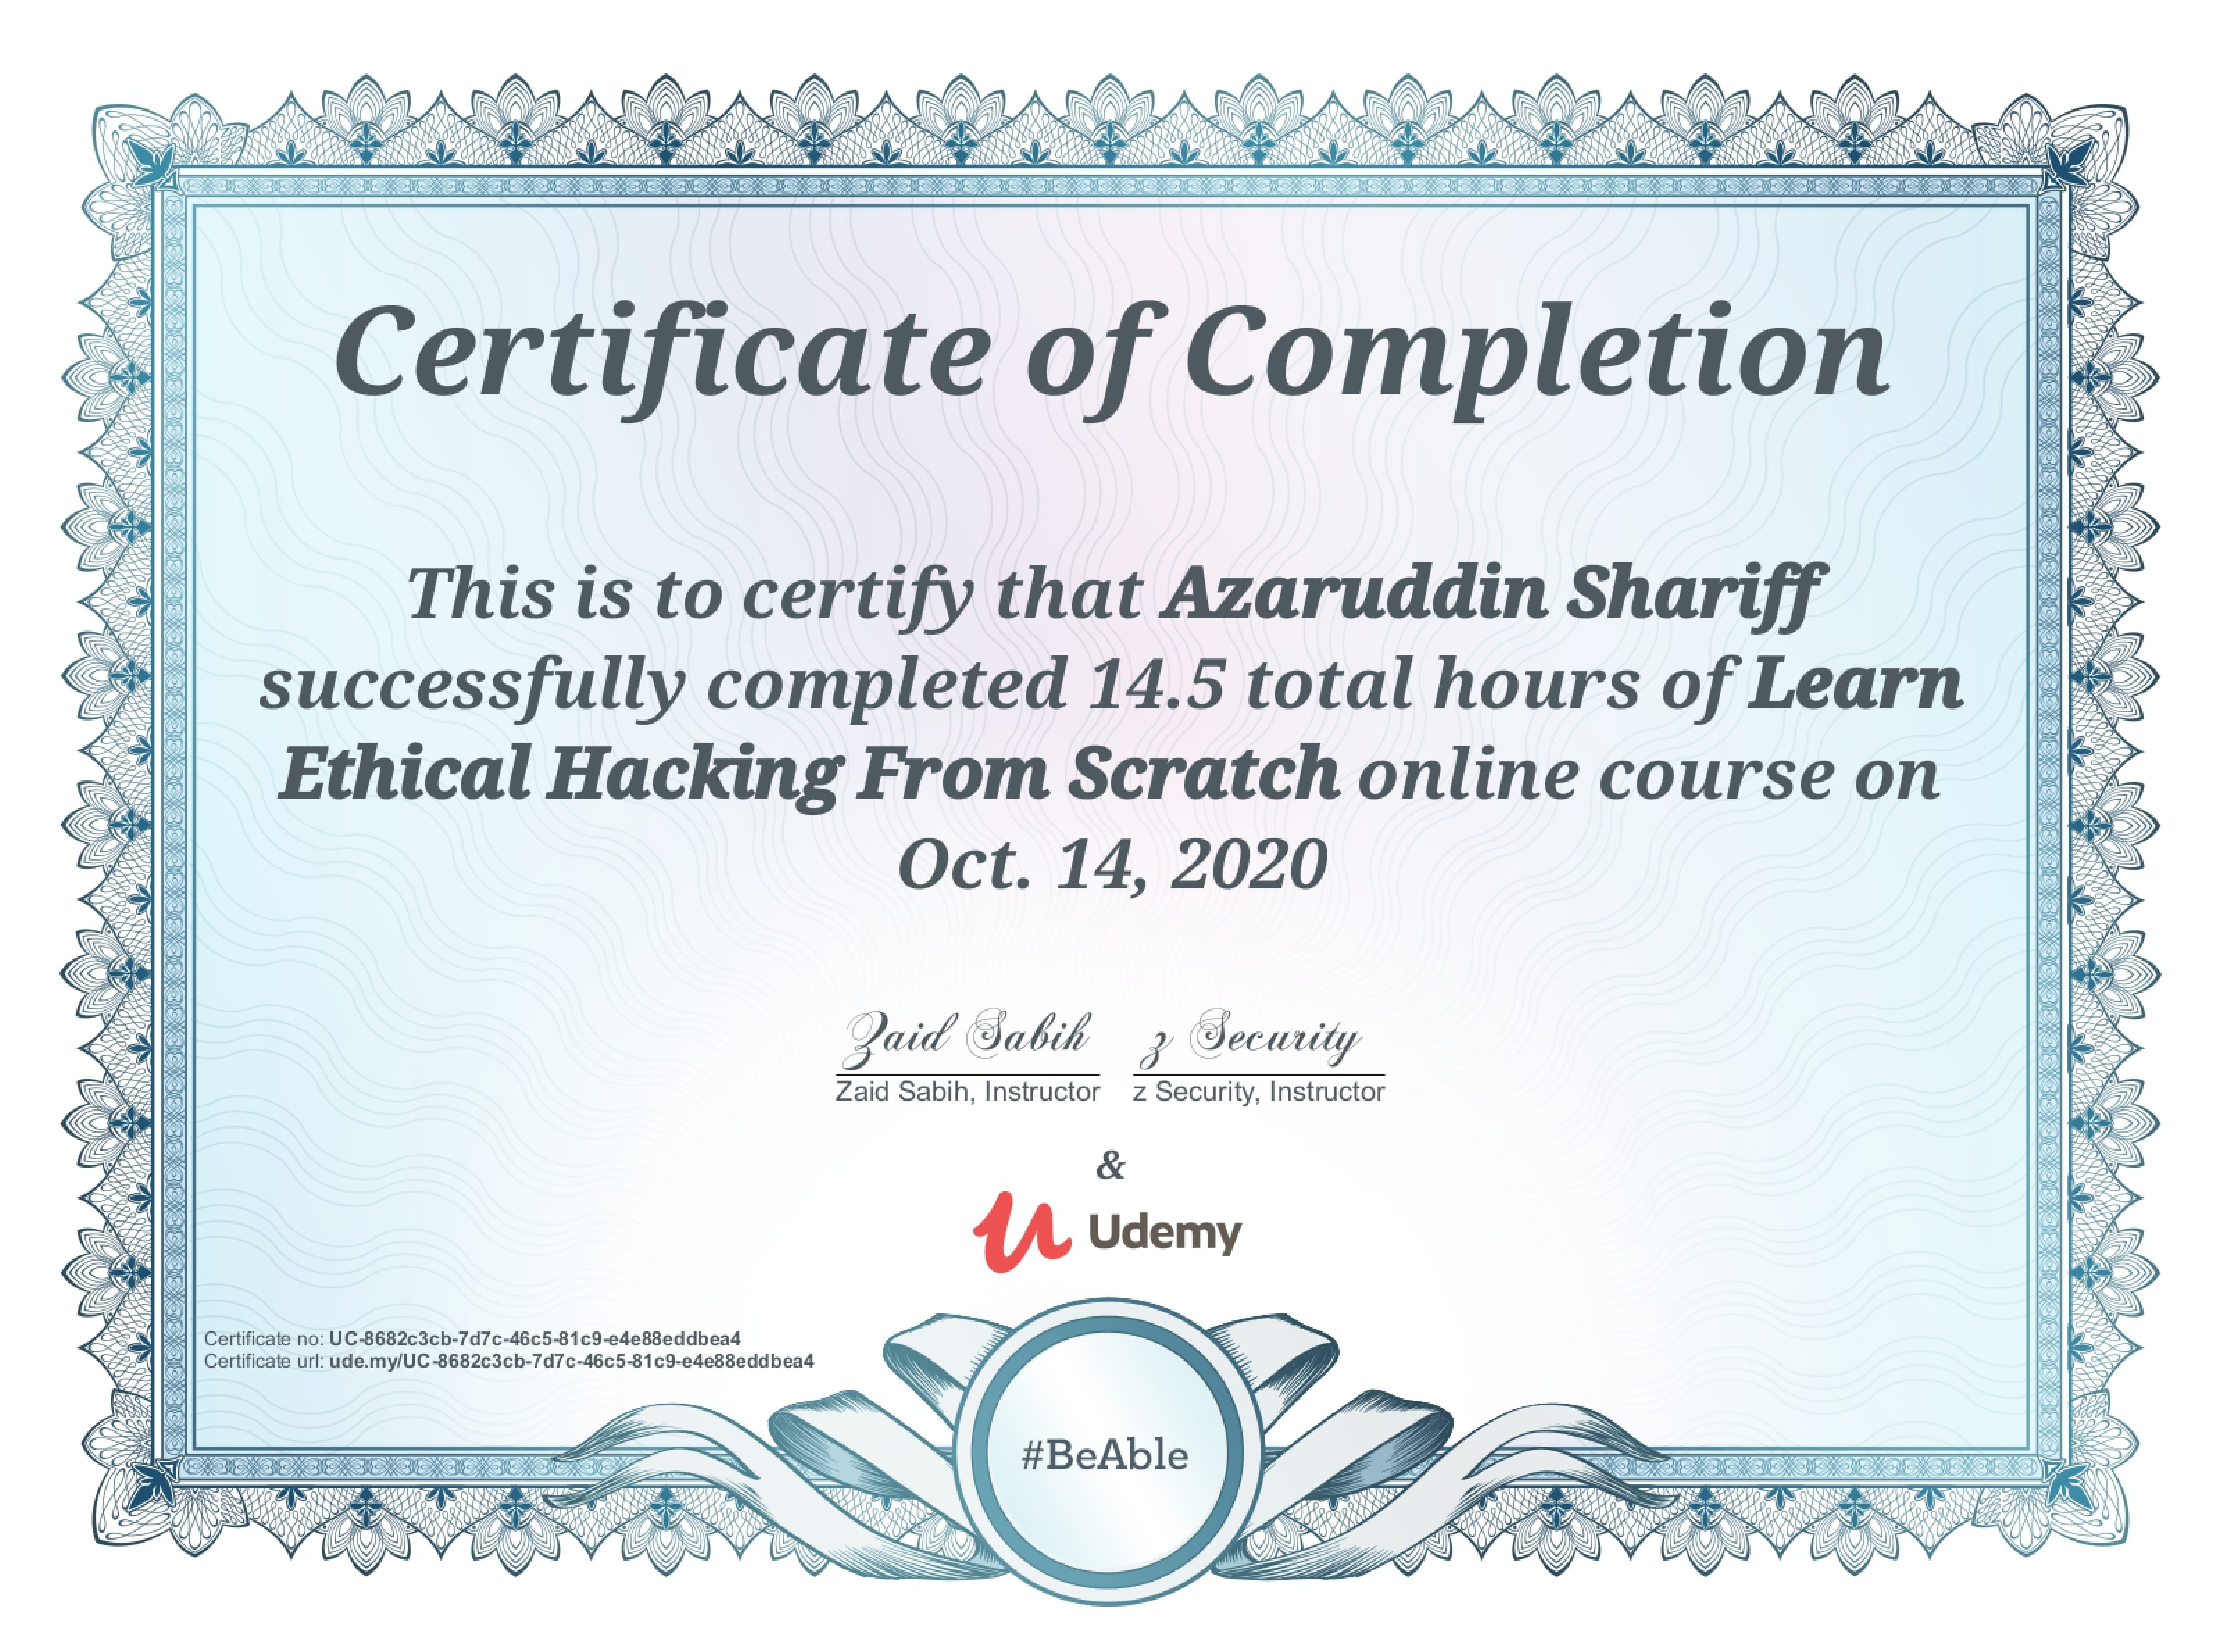 Certificate of Completion
This is to certify that Azaruddin Shariff
successfully completed 14.5 total hours of Learn
Ethical Hacking From Scratch online course on
Oct. 14, 2020
Zaid Sabih z Security
Zaid Sabih, Instructor z Security, Instructor
&
Udemy
Certificate no: UC-8682c3cb-7d7c-46c5-81c9-e4e88eddbea4
Certificate url: ude.my/UC-8682c3cb-7d7c-46c5-81c9-e4e88eddbea4
#BeAble